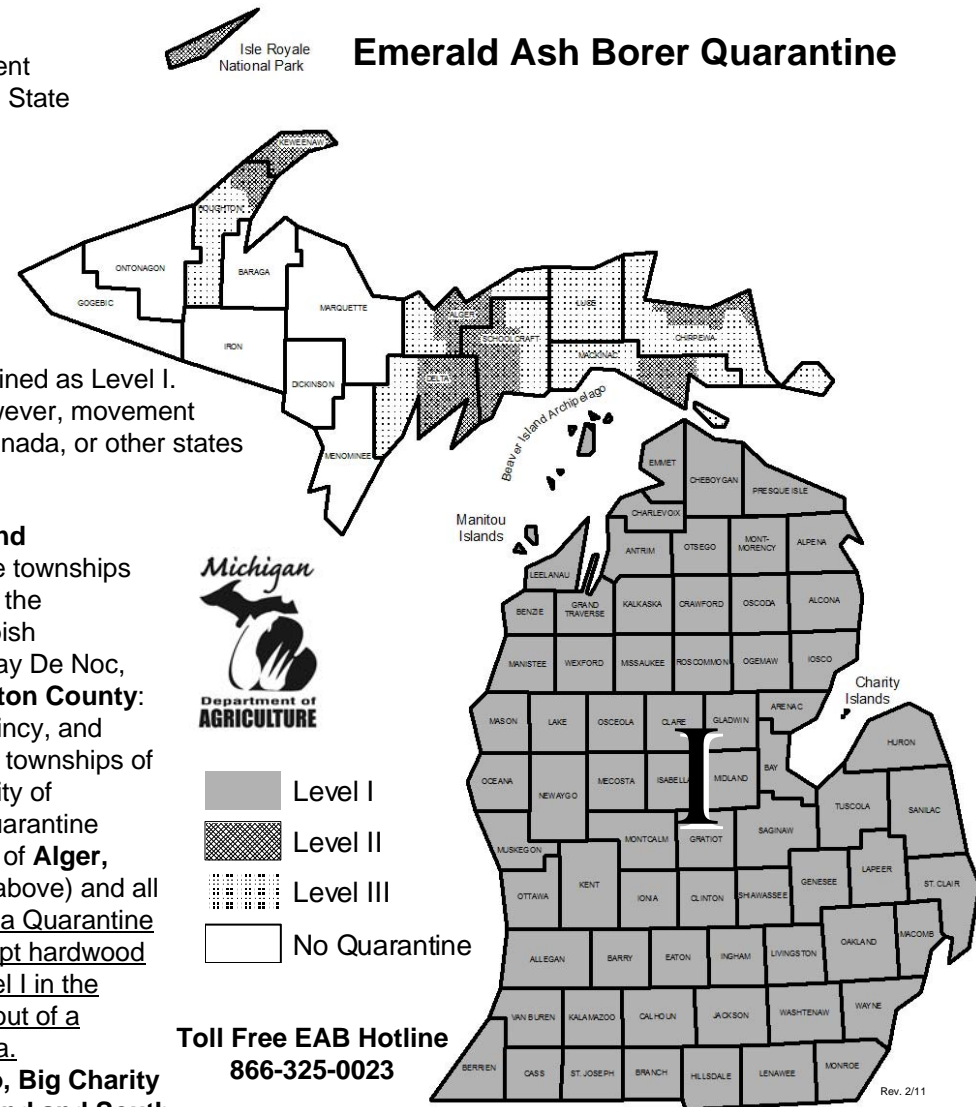 Isle Royale
National Park
Emerald Ash Borer Quarantine
ent
State
KEWEENAW
HOUGHTON
ONTONAGON
BARAGA
GOGEBIC
MARQUETTE
IRON
ALGER
LUCE
SCHOOLCRAFT
CHIPPEWA
MACKINAC
DICKINSON
DELTA
MENOMINEE
ined as Level I.
wever, movement
nada, or other states
Beaver Island Archipelago
Manitou
Islands
nd
e townships
the
bish
ay De Noc,
ton County:
incy, and
townships of
ity of
uarantine
of Alger,
above) and all
a Quarantine
pt hardwood
el I in the
out of a
a.
o, Big Charity
nd and South
Michigan
Department of
AGRICULTURE
Level I
Level II
Level III
No Quarantine
Toll Free EAB Hotline
866-325-0023
EMMET
CHEBOYGAN
PRESQUE ISLE
CHARLEVOIX
LEELANAU
ANTRIM
OTSEGO
MONT-
MORENCY
ALPENA
BENZIE
GRAND
TRAVERSE
KALKASKA
CRAWFORD
OSCODA
ALCONA
MANISTEE
WEXFORD
MISSAUKEE
ROSCOMMON
OGEMAW
IOSCO
Charity
Islands
MASON
LAKE
OSCEOLA
CLARE
GLADWIN
ARENAC
HURON
I
OCEANA
NEWAYGO
MECOSTA
ISABELLA
MIDLAND
BAY
TUSCOLA
SANILAC
MUSKEGON
MONTCALM
GRATIOT
SAGINAW
OTTAWA
KENT
IONIA
CLINTON
SHIAWASSEE
GENESEE
LAPEER
ST. CLAIR
ALLEGAN
BARRY
EATON
INGHAM
LIVINGSTON
OAKLAND
MACOMB
VAN BUREN
KALAMAZOO
CALHOUN
JACKSON
WASHTENAW
WAYNE
BERRIEN
CASS
ST. JOSEPH
BRANCH
HILLSDALE
LENAWEE
MONROE
Rev. 2/11